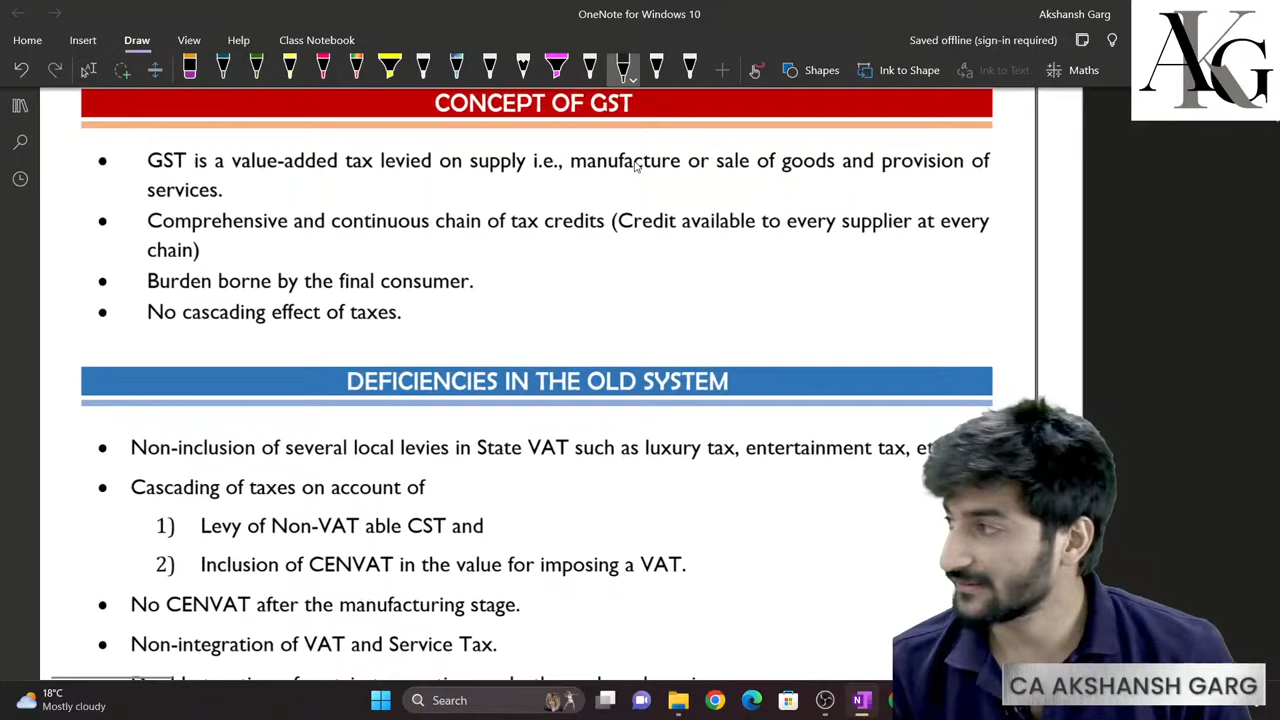 OneNote for Windows 10
Akshansh Garg
Home Insert Draw View Help Class Notebook
Saved offline (sign-in required)
Shapes Ink to Shape Ink to Text Maths
AKG
CONCEPT OF GST
• GST is a value-added tax levied on supply i.e., manufacture or sale of goods and provision of
services.
• Comprehensive and continuous chain of tax credits (Credit available to every supplier at every
chain)
• Burden borne by the final consumer.
• No cascading effect of taxes.
DEFICIENCIES IN THE OLD SYSTEM
• Non-inclusion of several local levies in State VAT such as luxury tax, entertainment tax,
• Cascading of taxes on account of
1) Levy of Non-VAT able CST and
2) Inclusion of CENVAT in the value for imposing a VAT.
• No CENVAT after the manufacturing stage.
• Non-integration of VAT and Service Tax.
CA AKSHANSH GARG
18°C
Mostly cloudy
Search